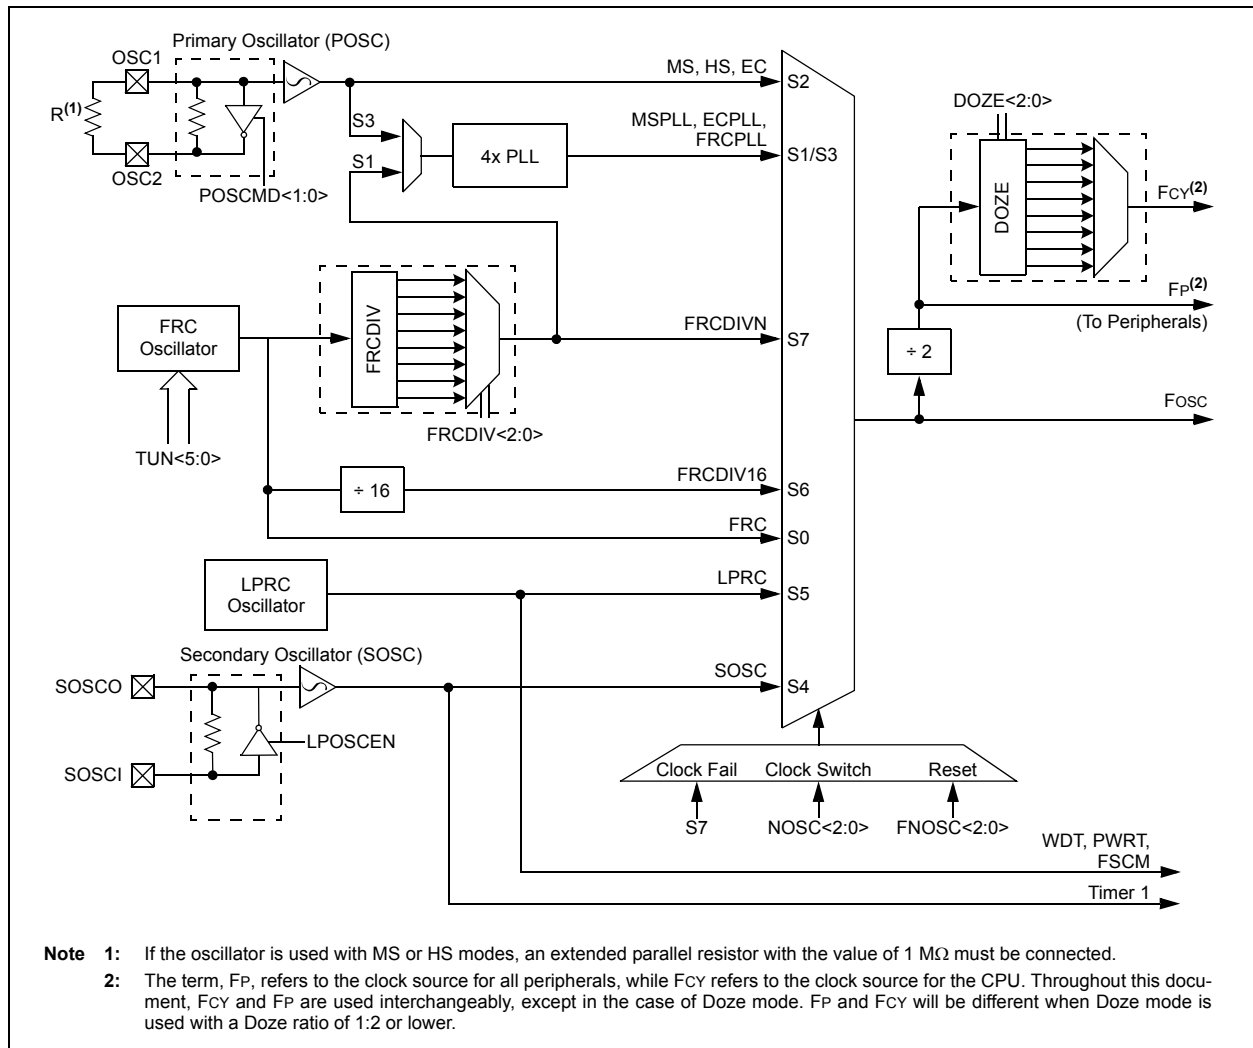 Primary Oscillator (POSC)
OSC1
R(1)
OSC2
POSCMD<1:0>
S3
S1
4x PLL
MS, HS, EC
S2
MSPLL, ECPLL,
FRCPLL
S1/S3
DOZE<2:0>
DOZE
FCY(2)
FP(2)
(To Peripherals)
÷ 2
FOSC
FRC
Oscillator
TUN<5:0>
FRCDIV
FRCDIV<2:0>
FRCDIVN
S7
÷ 16
FRCDIV16
S6
FRC
S0
LPRC
Oscillator
LPRC
S5
Secondary Oscillator (SOSC)
SOSCO
SOSCI
LPOSCEN
SOSC
S4
Clock Fail
Clock Switch
Reset
S7
NOSC<2:0>
FNOSC<2:0>
WDT, PWRT,
FSCM
Timer 1
Note 1: If the oscillator is used with MS or HS modes, an extended parallel resistor with the value of 1 MΩ must be connected.
2: The term, FP, refers to the clock source for all peripherals, while FCY refers to the clock source for the CPU. Throughout this docu-
ment, FCY and FP are used interchangeably, except in the case of Doze mode. FP and FCY will be different when Doze mode is
used with a Doze ratio of 1:2 or lower.